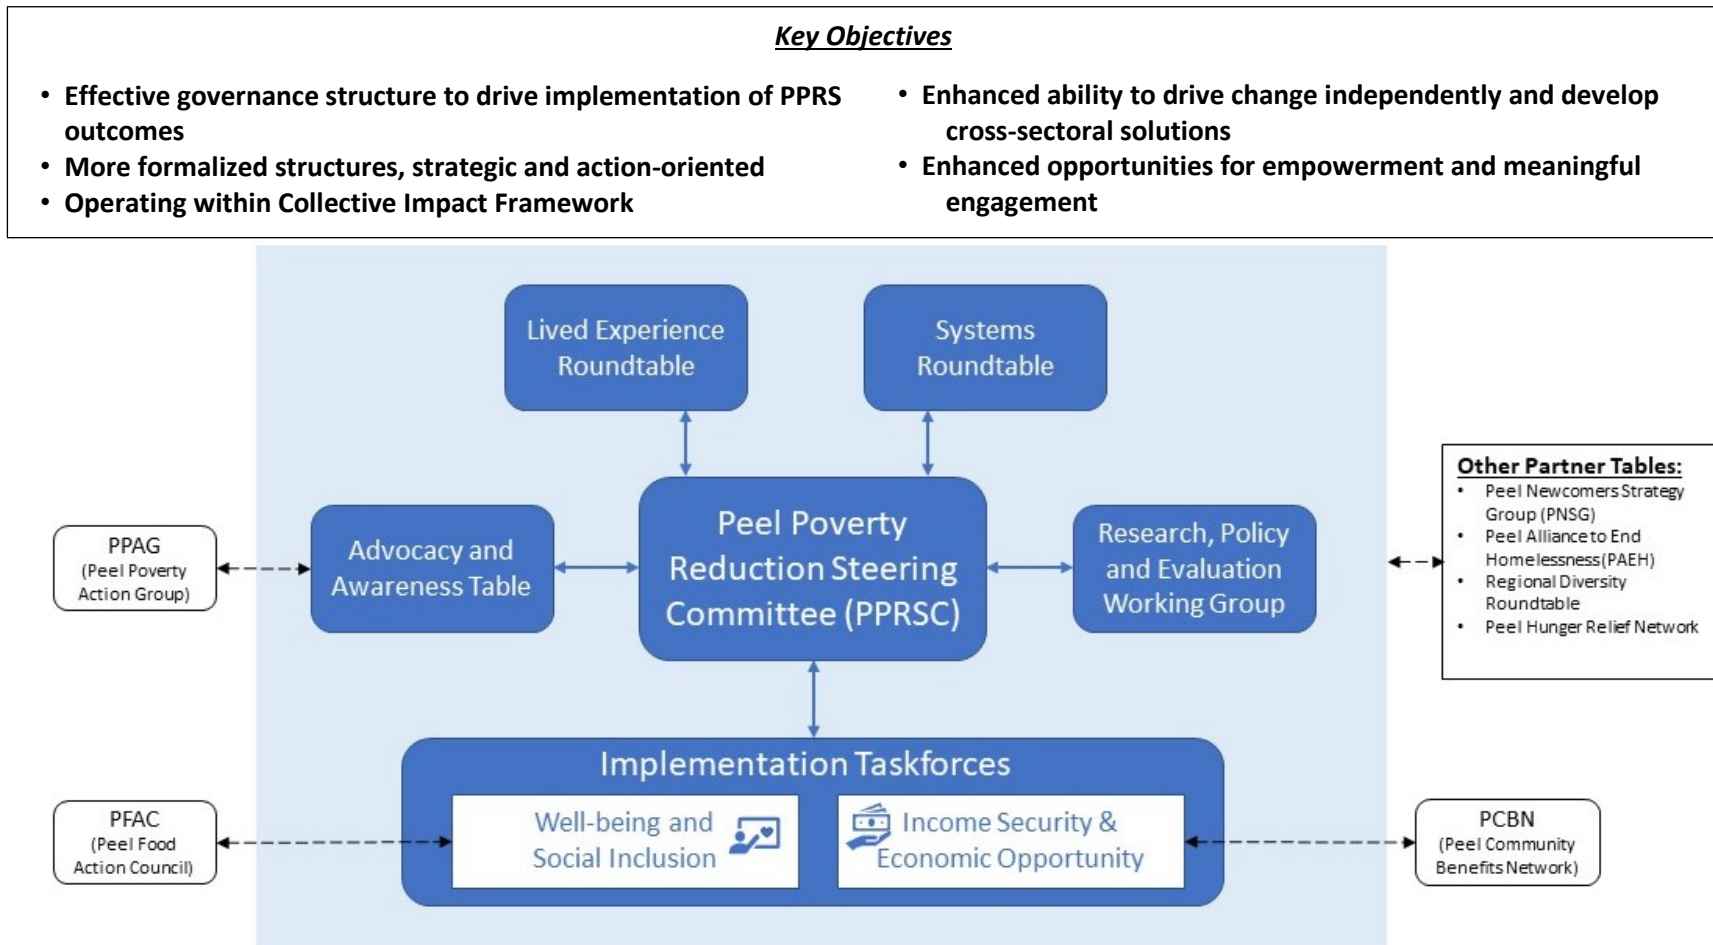 Key Objectives
• Effective governance structure to drive implementation of PPRS
outcomes
• More formalized structures, strategic and action-oriented
• Operating within Collective Impact Framework
• Enhanced ability to drive change independently and develop
cross-sectoral solutions
• Enhanced opportunities for empowerment and meaningful
engagement
Lived Experience
Roundtable
Systems
Roundtable
PPAG
(Peel Poverty
Action Group)
Advocacy and
Awareness Table
Peel Poverty
Reduction Steering
Committee (PPRSC)
Research, Policy
and Evaluation
Working Group
Other Partner Tables:
• Peel Newcomers Strategy
Group (PNSG)
• Peel Alliance to End
Homelessness(PAEH)
• Regional Diversity
Roundtable
• Peel Hunger Relief Network
Implementation Taskforces
PFAC
(Peel Food
Action Council)
Well-being and
Social Inclusion
Income Security &
Economic Opportunity
PCBN
(Peel Community
Benefits Network)